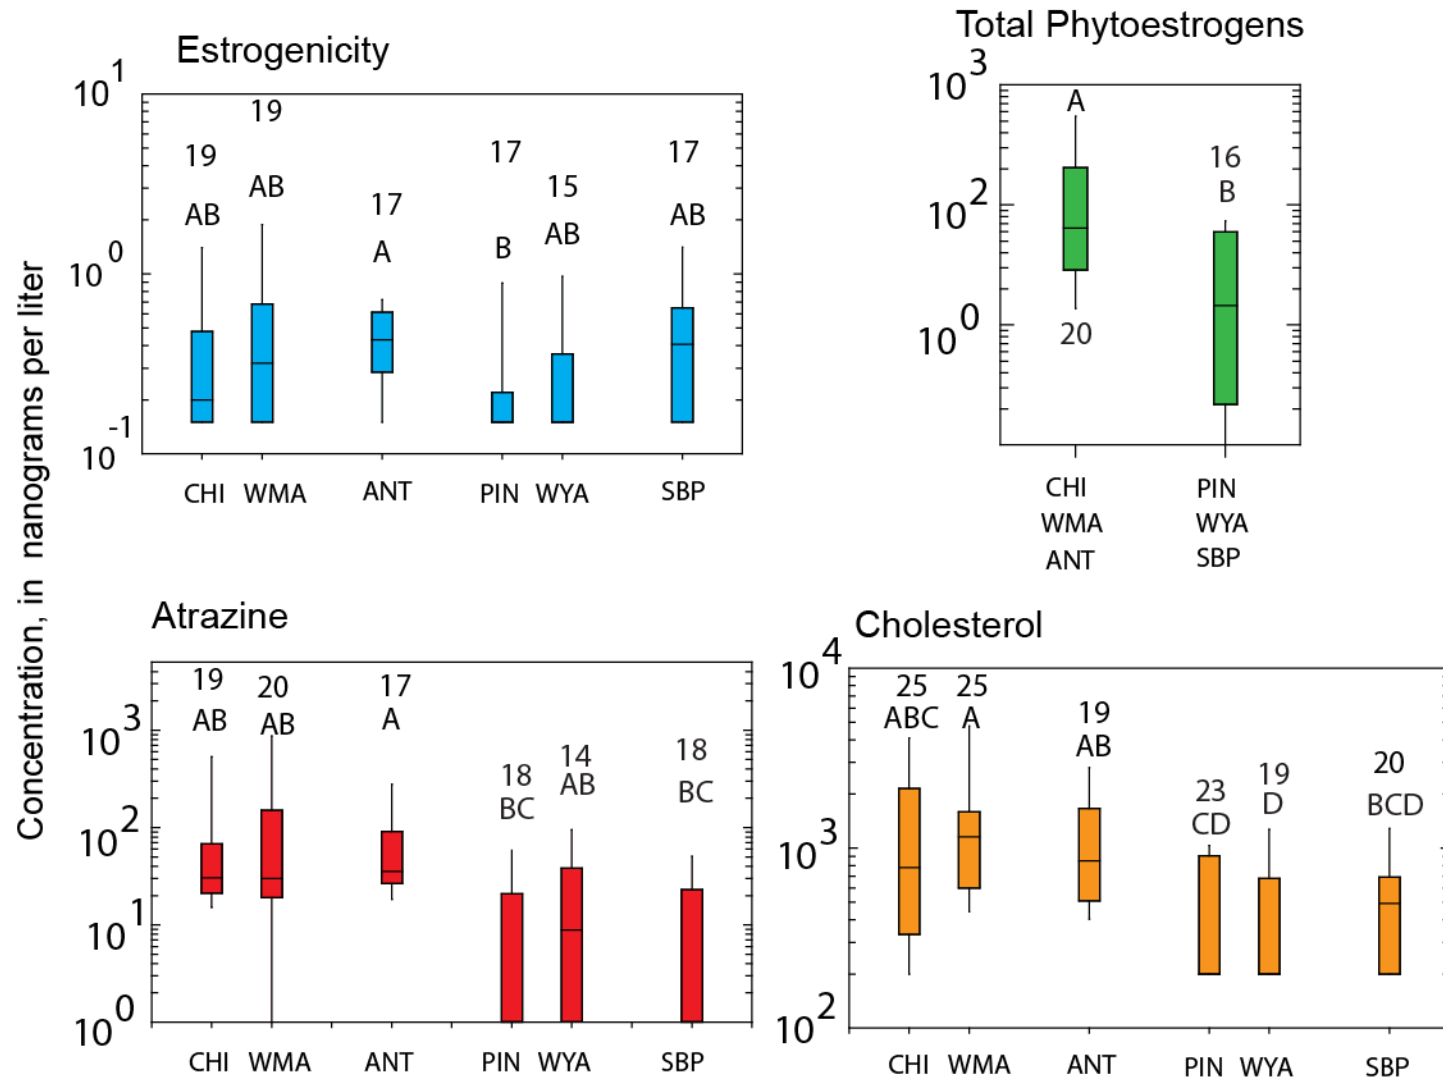 Estrogenicity
10^1
19
19
AB
AB
17
A
17
B
15
AB
17
AB
10^0
10^-1
CHI WMA ANT PIN WYA SBP
Total Phytoestrogens
10^3
A
16
B
10^2
10^0
20
CHI PIN
WMA WYA
ANT SBP
Concentration, in nanograms per liter
Atrazine
19
AB
20
AB
17
A
18
BC
14
AB
18
BC
10^3
10^2
10^1
10^0
CHI WMA ANT PIN WYA SBP
Cholesterol
10^4
25
ABC
25
A
19
AB
23
CD
19
D
20
BCD
10^3
10^2
CHI WMA ANT PIN WYA SBP